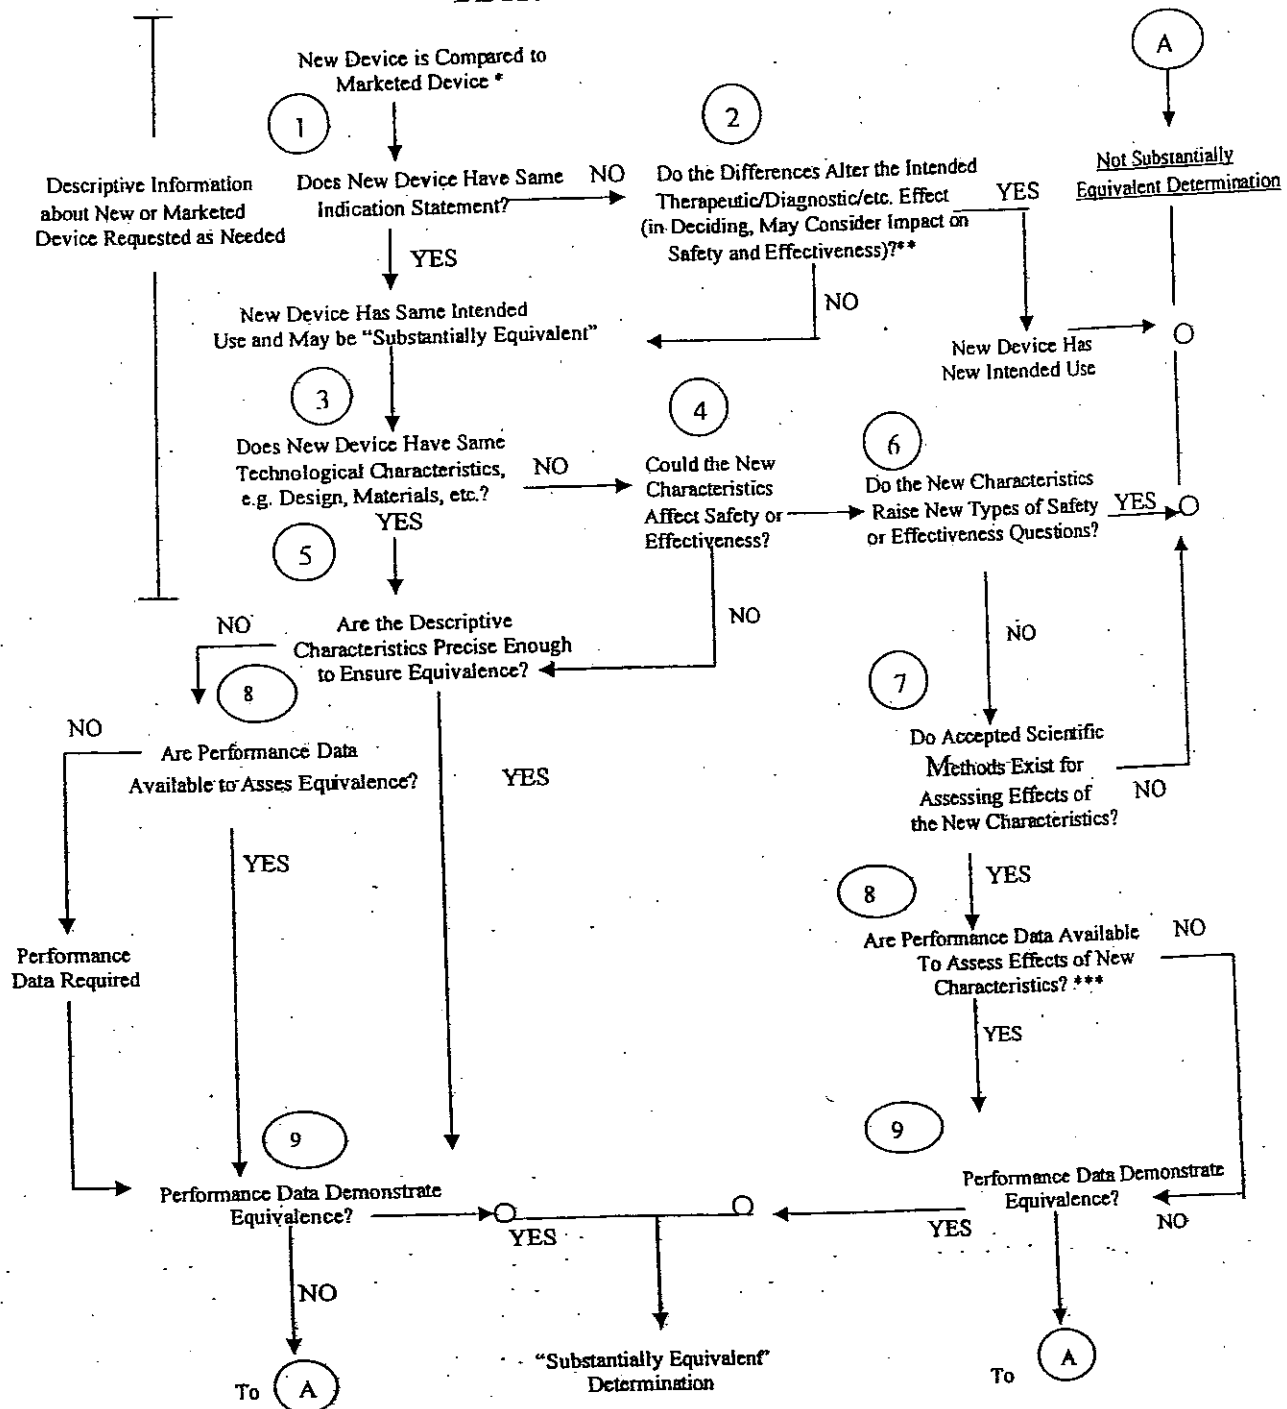 A
New Device is Compared to
Marketed Device *
1
2
Descriptive Information
about New or Marketed
Device Requested as Needed
Does New Device Have Same
Indication Statement?
NO
Do the Differences Alter the Intended
Therapeutic/Diagnostic/etc. Effect
(in Deciding, May Consider Impact on
Safety and Effectiveness)?**
YES
Not Substantially
Equivalent Determination
YES
NO
New Device Has Same Intended
Use and May be “Substantially Equivalent”
New Device Has
New Intended Use
3
4
6
Does New Device Have Same
Technological Characteristics,
e.g. Design, Materials, etc.?
NO
Could the New
Characteristics
Affect Safety or
Effectiveness?
Do the New Characteristics
Raise New Types of Safety
or Effectiveness Questions?
YES
YES
5
NO
NO
NO
Are the Descriptive
Characteristics Precise Enough
to Ensure Equivalence?
8
7
NO
Are Performance Data
Available to Asses Equivalence?
YES
Do Accepted Scientific
Methods Exist for
Assessing Effects of
the New Characteristics?
NO
YES
YES
8
Performance
Data Required
Are Performance Data Available
To Assess Effects of New
Characteristics? ***
NO
YES
9
9
Performance Data Demonstrate
Equivalence?
YES
Performance Data Demonstrate
Equivalence?
YES
NO
NO
“Substantially Equivalent”
Determination
To
A
To
A